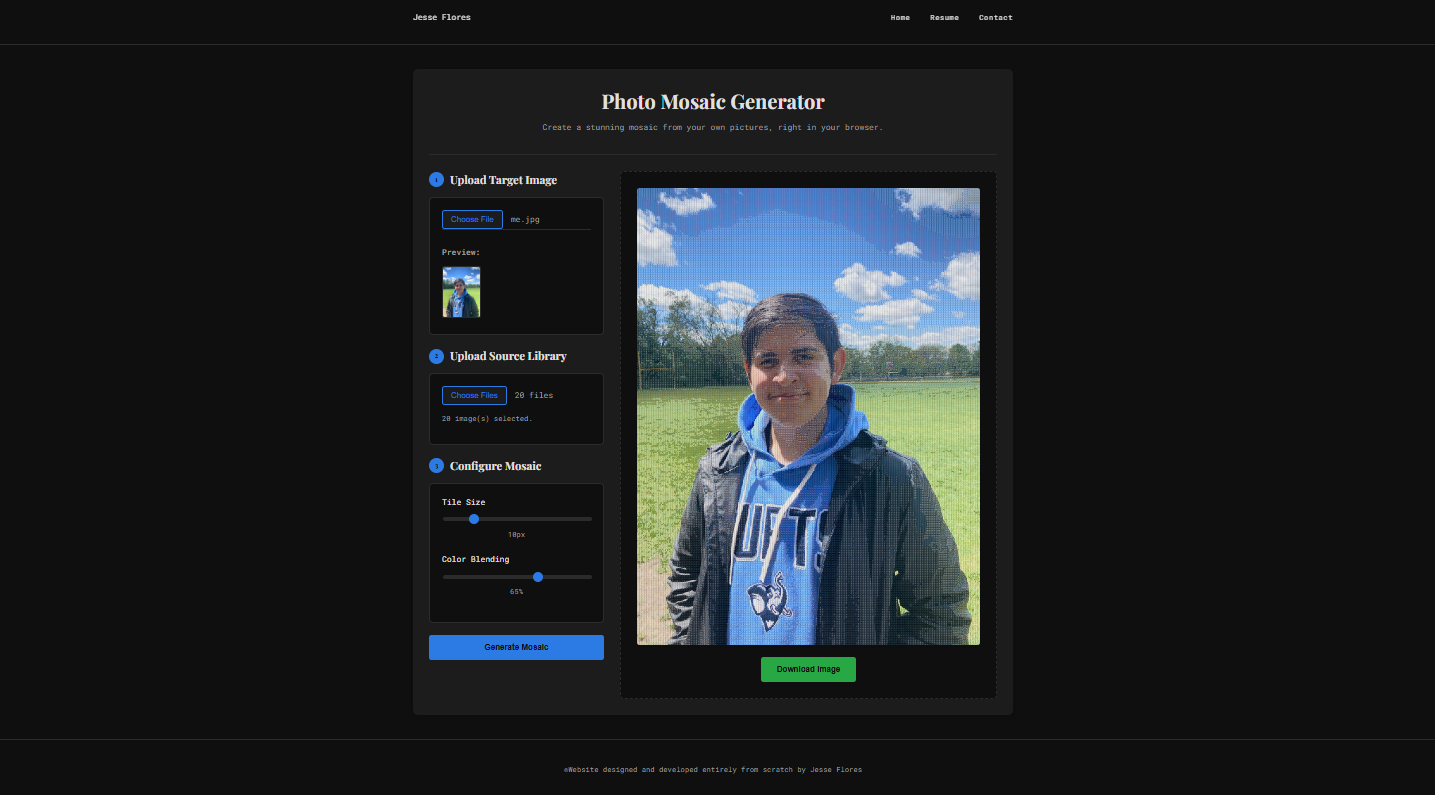 Jesse Flores
Home Resume Contact
Photo Mosaic Generator
Create a stunning mosaic from your own pictures, right in your browser.
1 Upload Target Image
Choose File me.jpg
Preview:
2 Upload Source Library
Choose Files 20 files
20 image(s) selected.
3 Configure Mosaic
Tile Size
10px
Color Blending
65%
Generate Mosaic
UFTS
Download Image
©Website designed and developed entirely from scratch by Jesse Flores